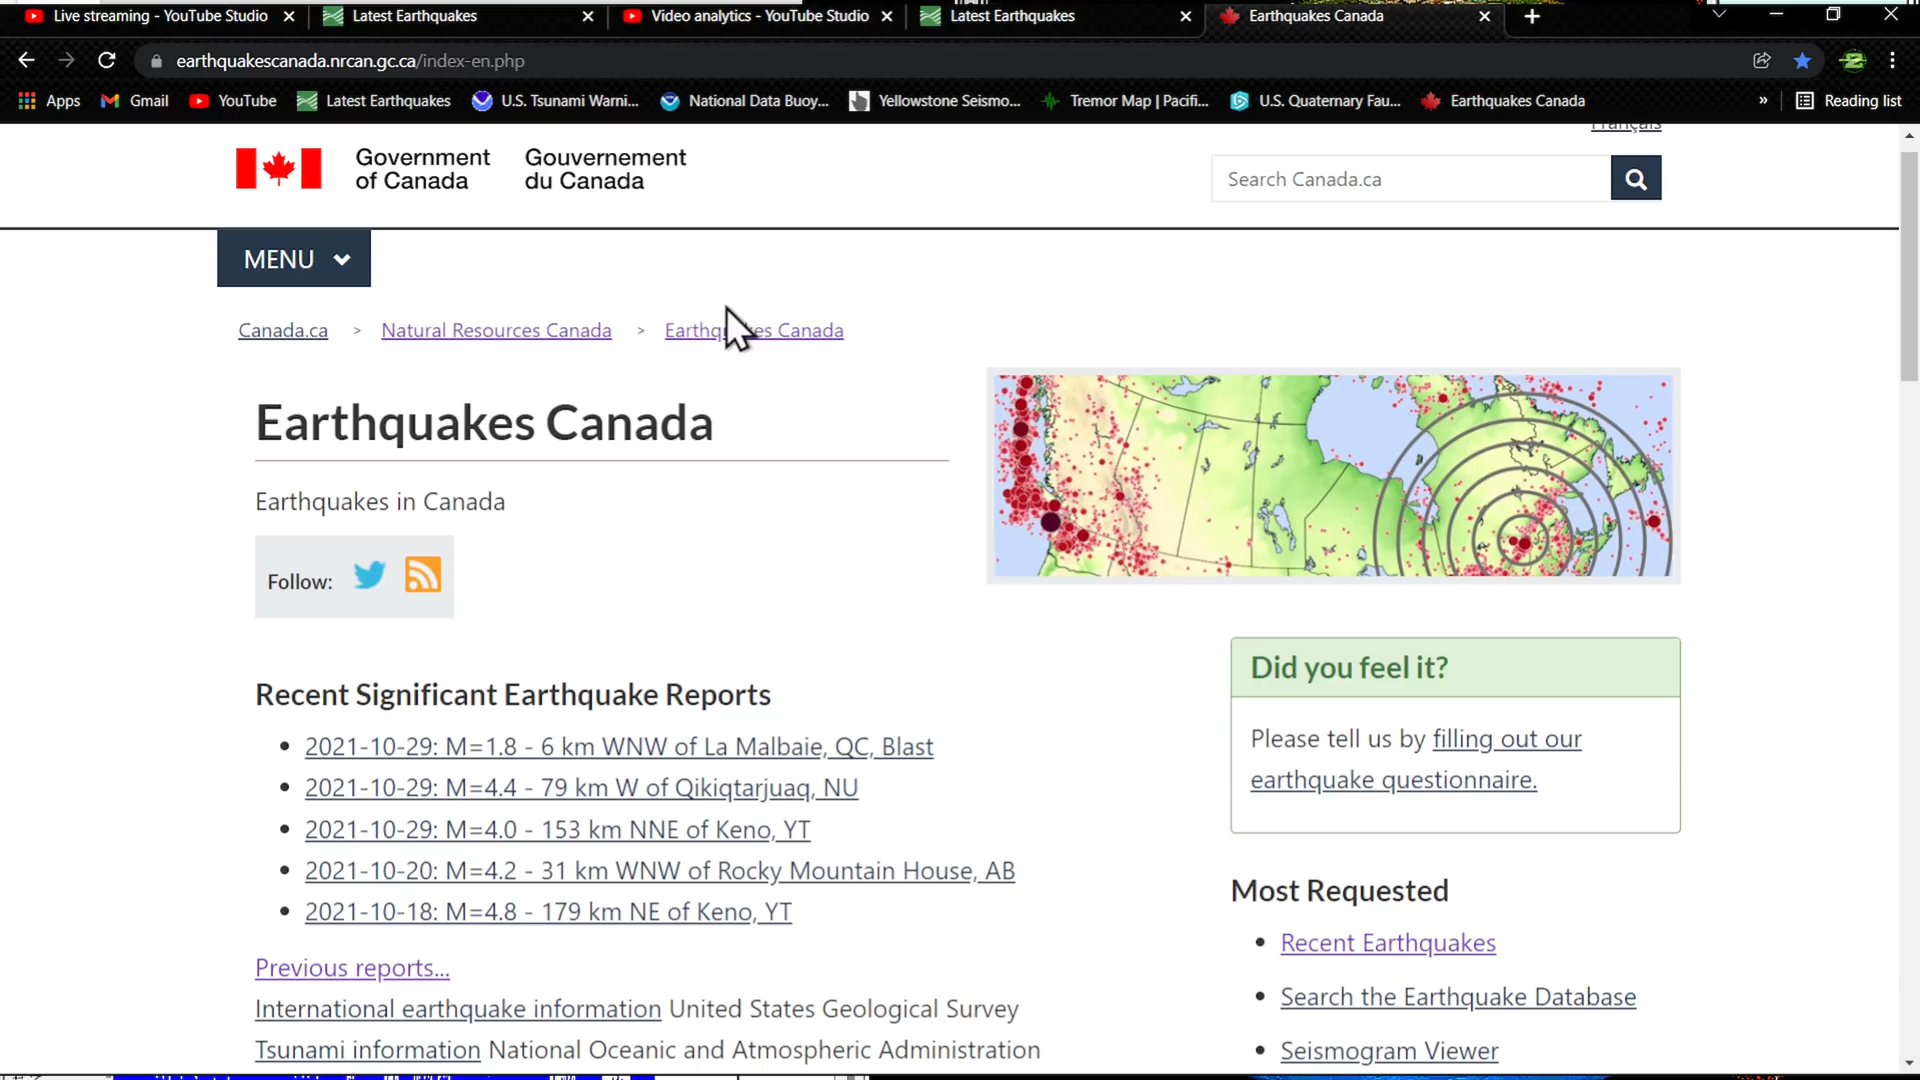 Live streaming - YouTube Studio
Latest Earthquakes
Video analytics - YouTube Studio
Latest Earthquakes
Earthquakes Canada
earthquakescanada.nrcan.gc.ca/index-en.php
Apps
Gmail
YouTube
Latest Earthquakes
U.S. Tsunami Warni...
National Data Buoy...
Yellowstone Seismo...
Tremor Map | Pacifi...
U.S. Quaternary Fau...
Earthquakes Canada
»
Reading list
Français
Government
of Canada
Gouvernement
du Canada
Search Canada.ca
MENU
Canada.ca > Natural Resources Canada > Earthquakes Canada
Earthquakes Canada
Earthquakes in Canada
Follow:
Recent Significant Earthquake Reports
2021-10-29: M=1.8 - 6 km WNW of La Malbaie, QC, Blast
2021-10-29: M=4.4 - 79 km W of Qikiqtarjuaq, NU
2021-10-29: M=4.0 - 153 km NNE of Keno, YT
2021-10-20: M=4.2 - 31 km WNW of Rocky Mountain House, AB
2021-10-18: M=4.8 - 179 km NE of Keno, YT
Previous reports...
International earthquake information United States Geological Survey
Tsunami information National Oceanic and Atmospheric Administration
Did you feel it?
Please tell us by filling out our
earthquake questionnaire.
Most Requested
Recent Earthquakes
Search the Earthquake Database
Seismogram Viewer